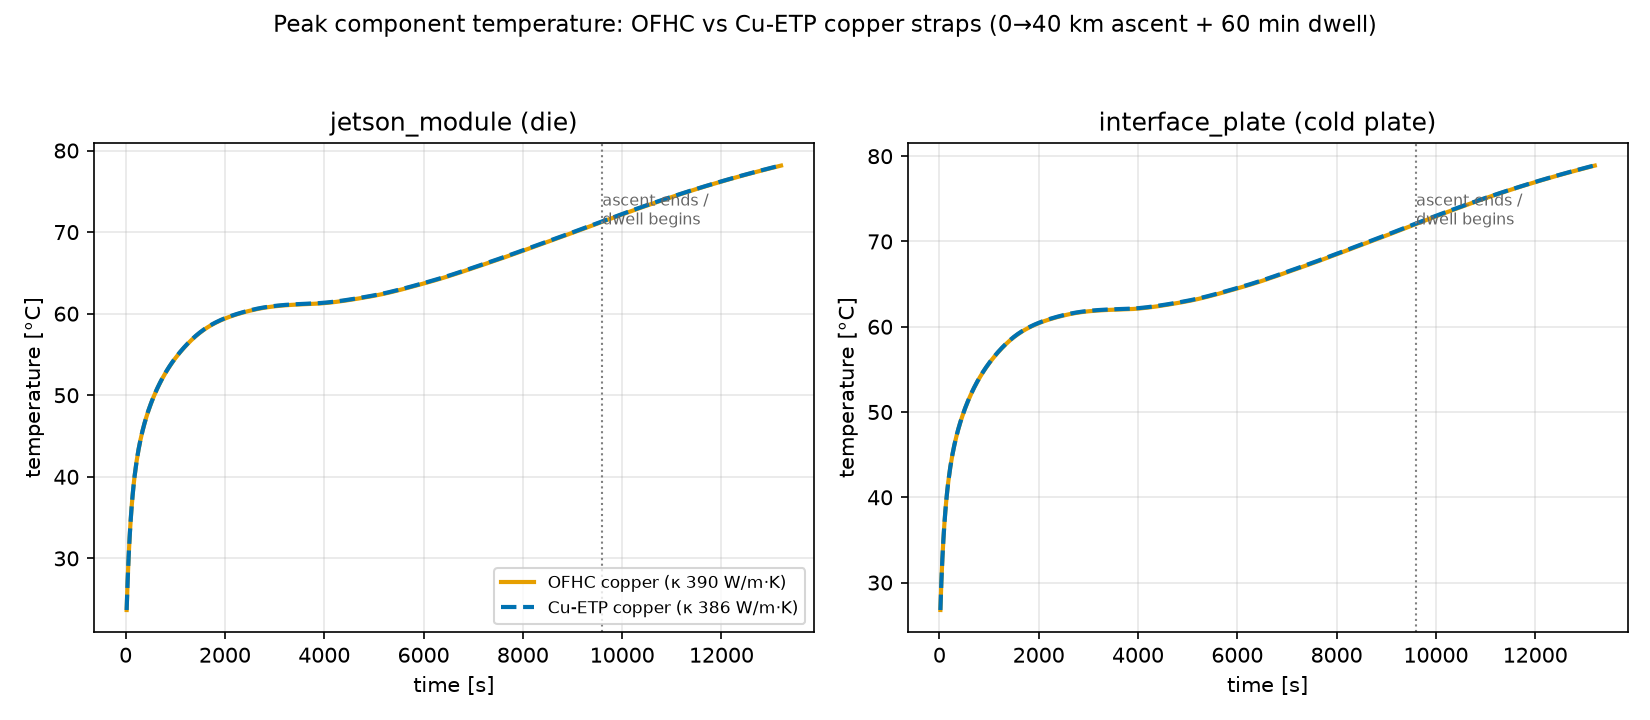 Peak component temperature: OFHC vs Cu-ETP copper straps (0→40 km ascent + 60 min dwell)
jetson_module (die)
80
70
60
50
40
30
temperature [°C]
ascent ends /
dwell begins
OFHC copper (κ 390 W/m·K)
Cu-ETP copper (κ 386 W/m·K)
0 2000 4000 6000 8000 10000 12000
time [s]
interface_plate (cold plate)
80
70
60
50
40
30
temperature [°C]
ascent ends /
dwell begins
0 2000 4000 6000 8000 10000 12000
time [s]